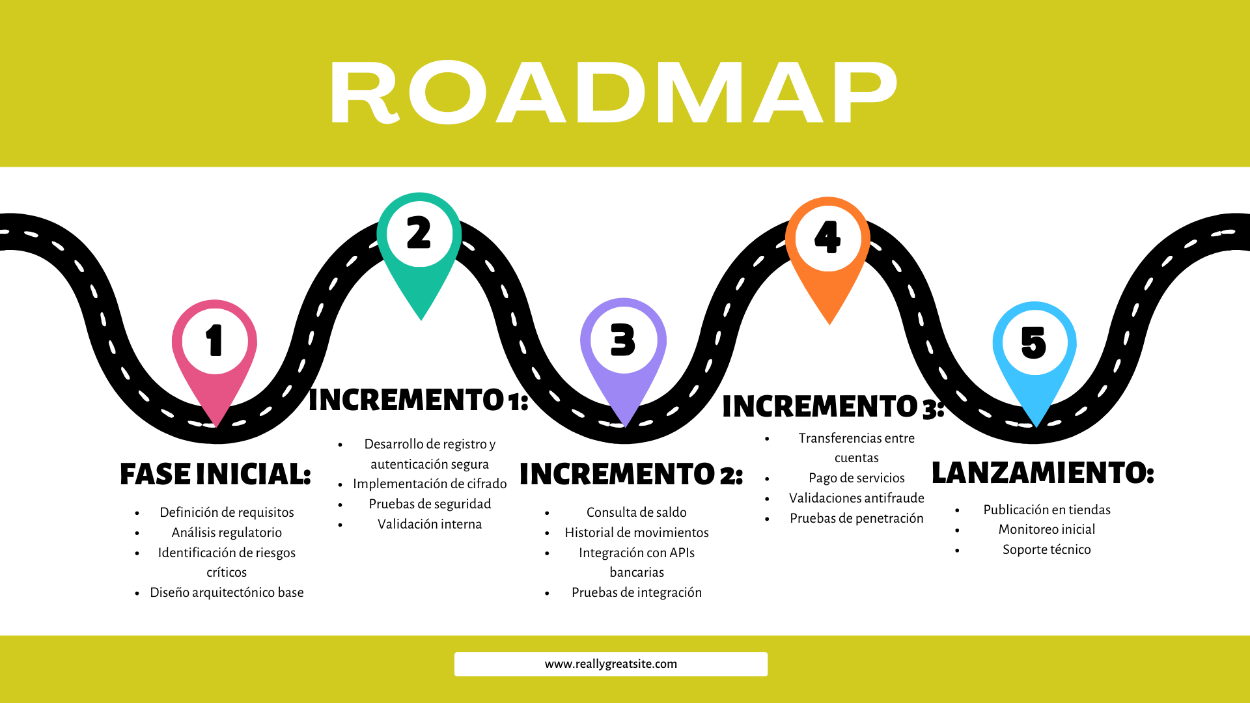 ROADMAP
1
FASE INICIAL:
• Definición de requisitos
• Análisis regulatorio
• Identificación de riesgos
críticos
• Diseño arquitectónico base
2
INCREMENTO 1:
• Desarrollo de registro y
autenticación segura
• Implementación de cifrado
• Pruebas de seguridad
• Validación interna
3
INCREMENTO 2:
• Consulta de saldo
• Historial de movimientos
• Integración con APIs
bancarias
• Pruebas de integración
4
INCREMENTO 3:
• Transferencias entre
cuentas
• Pago de servicios
• Validaciones antifraude
• Pruebas de penetración
5
LANZAMIENTO:
• Publicación en tiendas
• Monitoreo inicial
• Soporte técnico
www.reallygreatsite.com